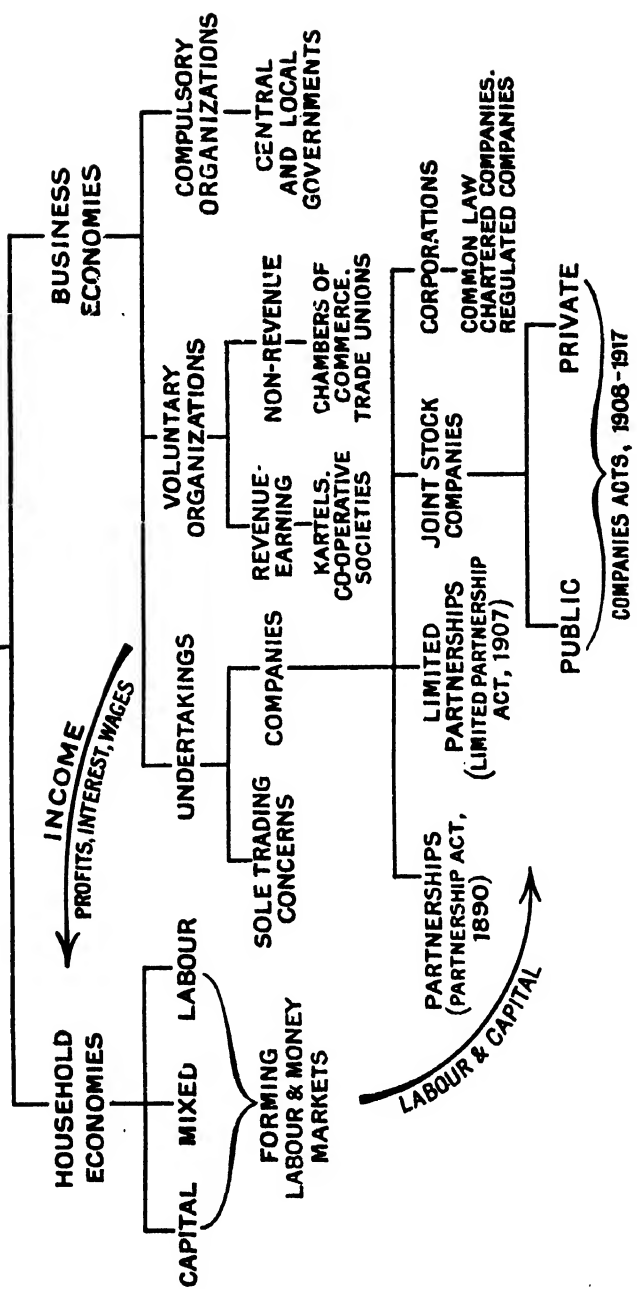 HOUSEHOLD
ECONOMIES
BUSINESS
ECONOMIES
INCOME
PROFITS, INTEREST, WAGES
CAPITAL
MIXED
LABOUR
UNDERTAKINGS
VOLUNTARY
ORGANIZATIONS
COMPULSORY
ORGANIZATIONS
FORMING
LABOUR & MONEY
MARKETS
SOLE TRADING
CONCERNS
COMPANIES
REVENUE-
EARNING
NON-REVENUE
CENTRAL
AND LOCAL
GOVERNMENTS
KARTELS.
CO-OPERATIVE
SOCIETIES
CHAMBERS OF
COMMERCE.
TRADE UNIONS
LABOUR & CAPITAL
PARTNERSHIPS
(PARTNERSHIP ACT,
1890)
LIMITED
PARTNERSHIPS
(LIMITED PARTNERSHIP
ACT, 1907)
JOINT STOCK
COMPANIES
CORPORATIONS
COMMON LAW
CHARTERED COMPANIES.
REGULATED COMPANIES
PUBLIC
PRIVATE
COMPANIES ACTS, 1908-1917